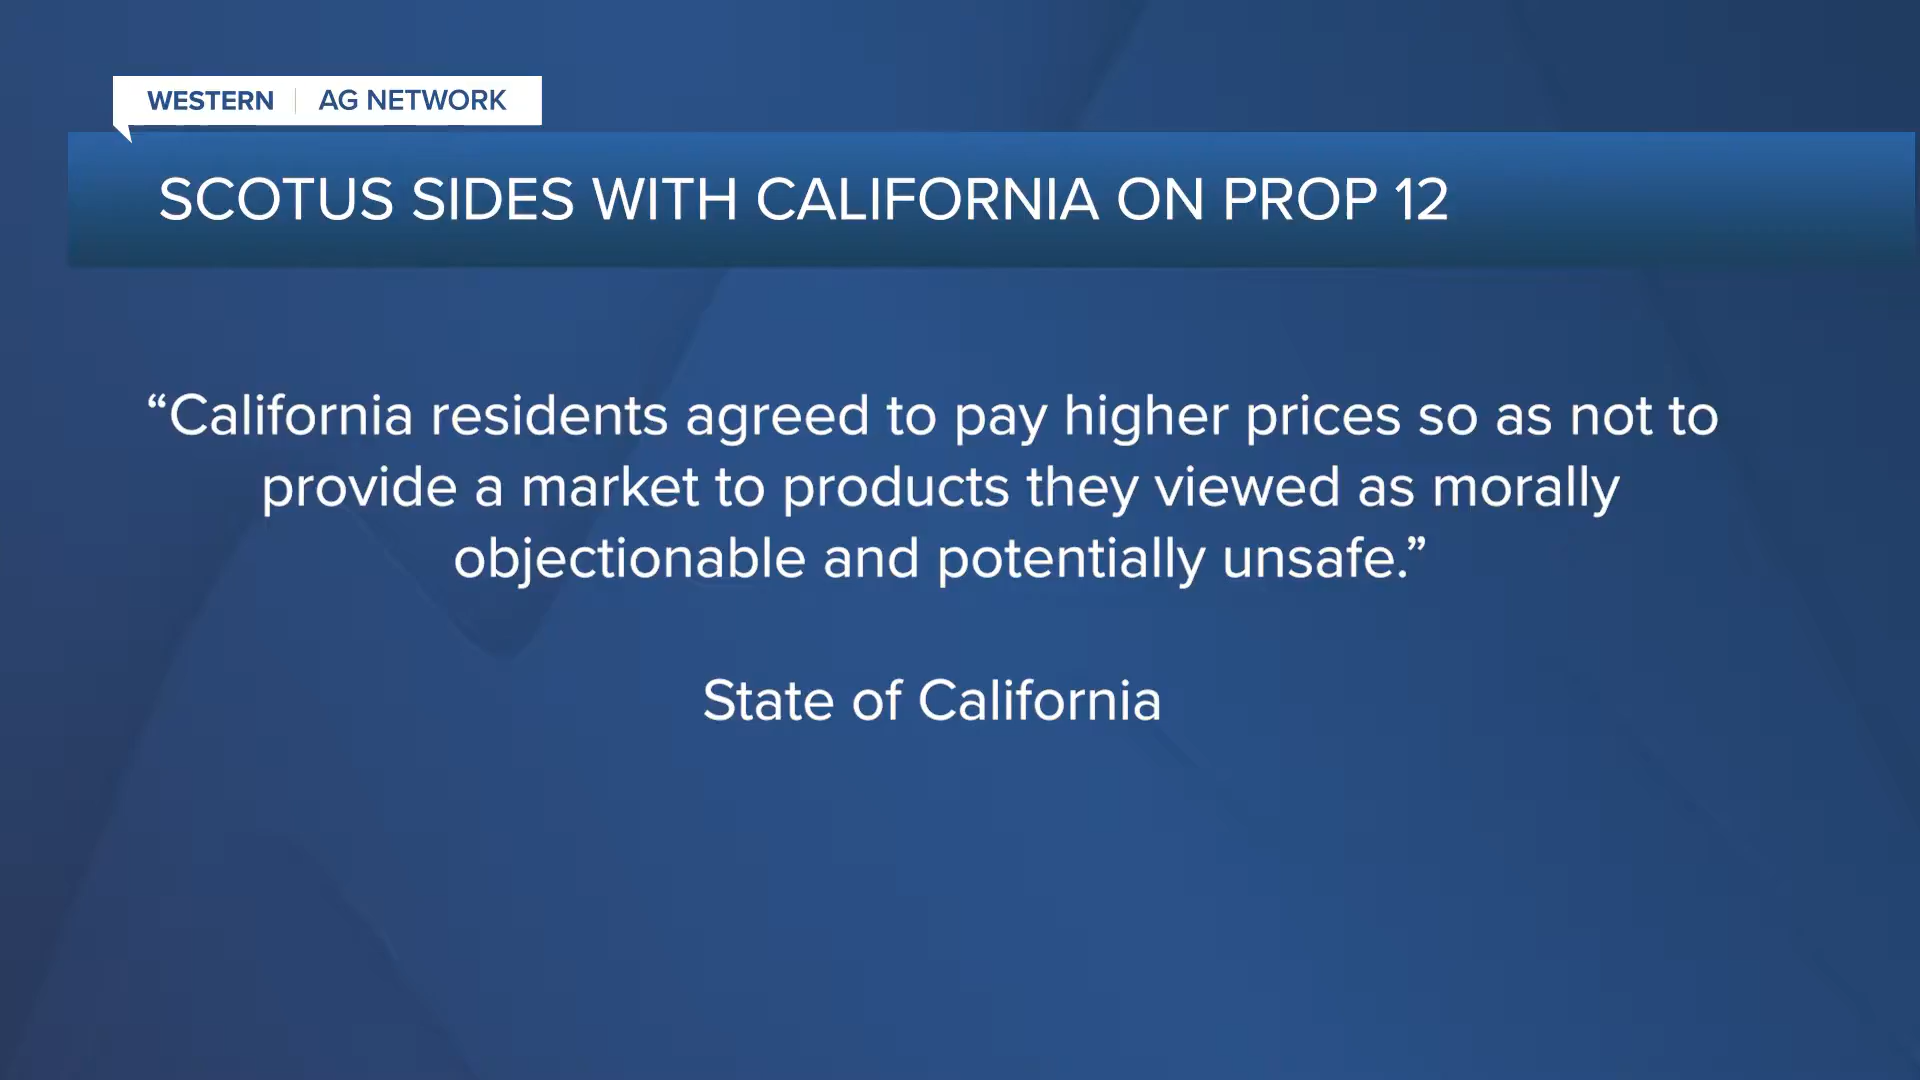 WESTERN | AG NETWORK
SCOTUS SIDES WITH CALIFORNIA ON PROP 12
“California residents agreed to pay higher prices so as not to
provide a market to products they viewed as morally
objectionable and potentially unsafe.”
State of California